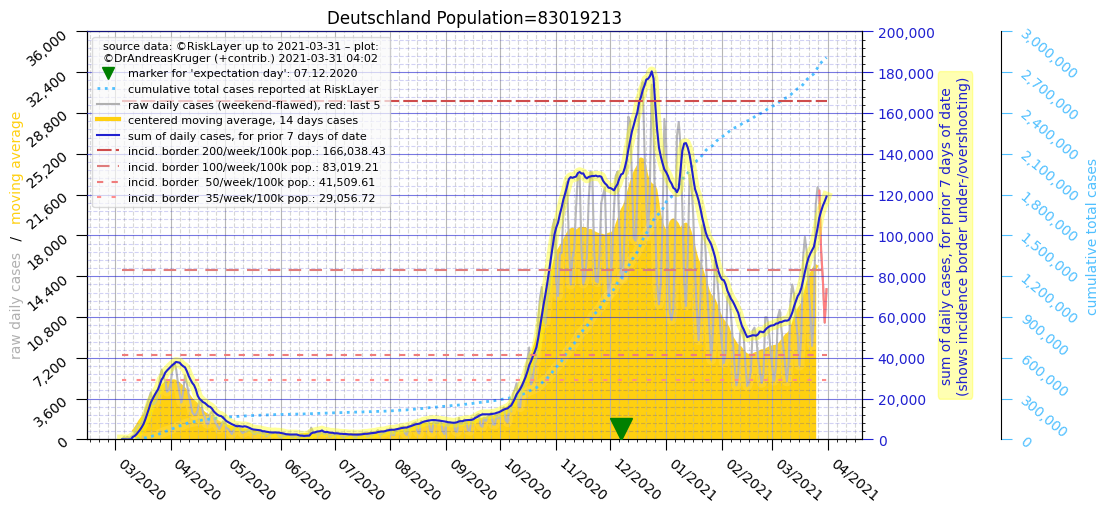 Deutschland Population=83019213
source data: ©RiskLayer up to 2021-03-31 – plot:
©DrAndreasKruger (+contrib.) 2021-03-31 04:02
marker for 'expectation day': 07.12.2020
cumulative total cases reported at RiskLayer
raw daily cases (weekend-flawed), red: last 5
centered moving average, 14 days cases
sum of daily cases, for prior 7 days of date
incid. border 200/week/100k pop.: 166,038.43
incid. border 100/week/100k pop.: 83,019.21
incid. border  50/week/100k pop.: 41,509.61
incid. border  35/week/100k pop.: 29,056.72
raw daily cases / moving average
36,000
32,400
28,800
25,200
21,600
18,000
14,400
10,800
7,200
3,600
0
03/2020
04/2020
05/2020
06/2020
07/2020
08/2020
09/2020
10/2020
11/2020
12/2020
01/2021
02/2021
03/2021
04/2021
200,000
180,000
160,000
140,000
120,000
100,000
80,000
60,000
40,000
20,000
0
sum of daily cases, for prior 7 days of date
(shows incidence border under-/overshooting)
3,000,000
2,700,000
2,400,000
2,100,000
1,800,000
1,500,000
1,200,000
900,000
600,000
300,000
0
cumulative total cases